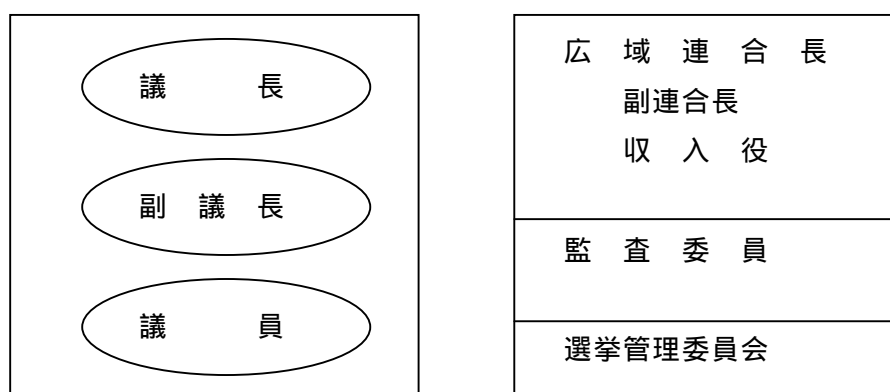 議長
副議長
議員
広域連合長
副連合長
収入役
監査委員
選挙管理委員会